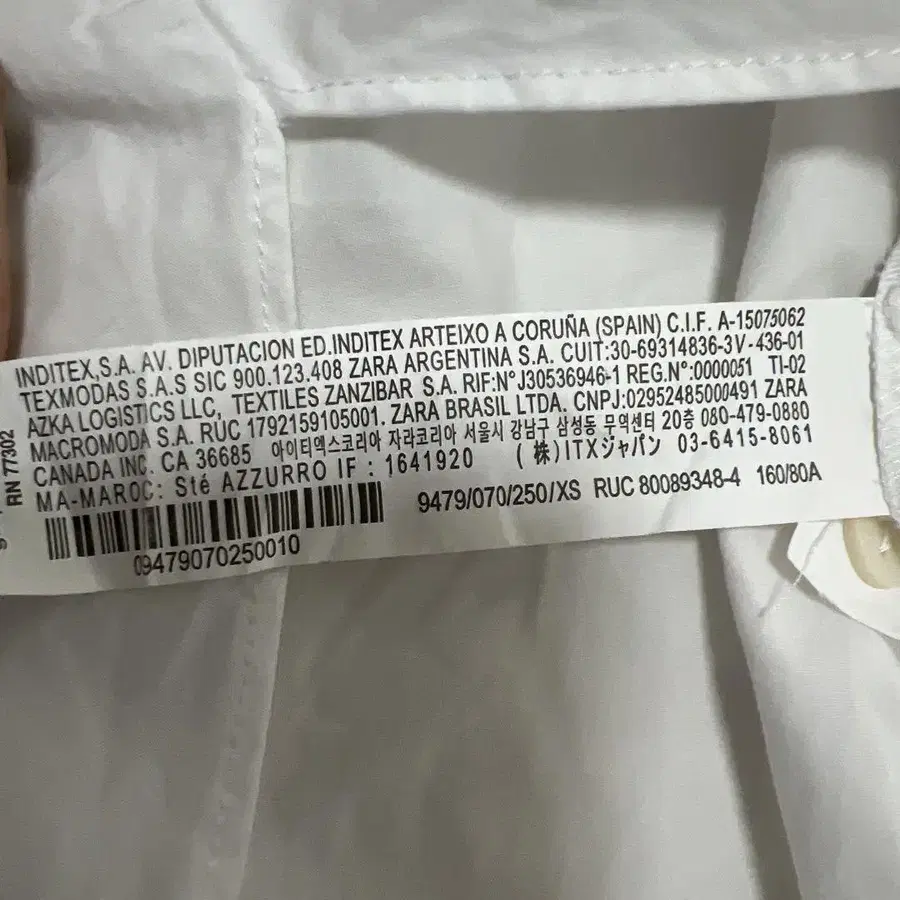 INDITEX,S.A. AV. DIPUTACION ED.INDITEX ARTEIXO A CORUÑA (SPAIN) C.I.F. A-15075062
TEXMODAS S.A.S SIC 900.123.408 ZARA ARGENTINA S.A. CUIT:30-69314836-3V-436-01
AZKA LOGISTICS LLC, TEXTILES ZANZIBAR S.A. RIF:N°J30536946-1 REG.N°:0000051 TI-02
MACROMODA S.A. RUC 1792159105001. ZARA BRASIL LTDA. CNPJ:02952485000491 ZARA
CANADA INC. CA 36685 아이티엑스코리아 자라코리아 서울시 강남구 삼성동 무역센터 20층 080-479-0880
MA-MAROC: Sté AZZURRO IF : 1641920 (株)ITXジャパン 03-6415-8061
9479/070/250/XS RUC 80089348-4 160/80A
09479070250010
RN 77302